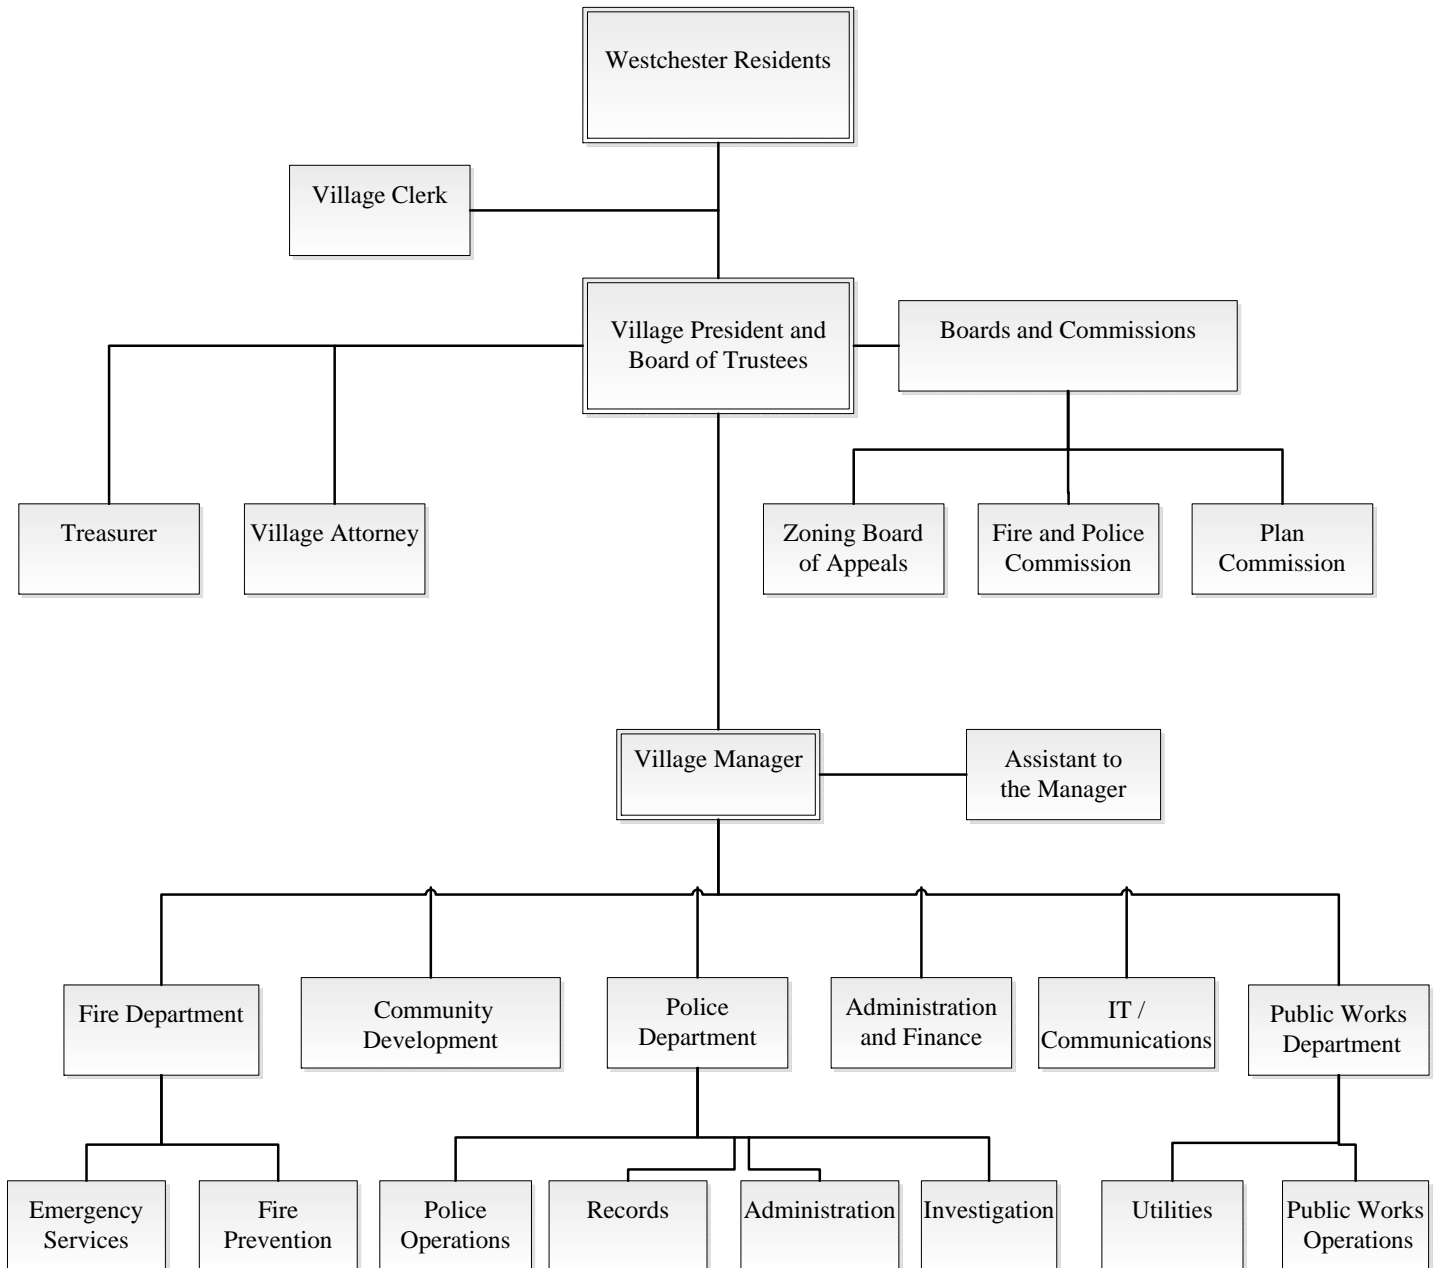 Westchester Residents
Village Clerk
Village President and
Board of Trustees
Boards and Commissions
Treasurer
Village Attorney
Zoning Board
of Appeals
Fire and Police
Commission
Plan
Commission
Village Manager
Assistant to
the Manager
Fire Department
Community
Development
Police
Department
Administration
and Finance
IT /
Communications
Public Works
Department
Emergency
Services
Fire
Prevention
Police
Operations
Records
Administration
Investigation
Utilities
Public Works
Operations